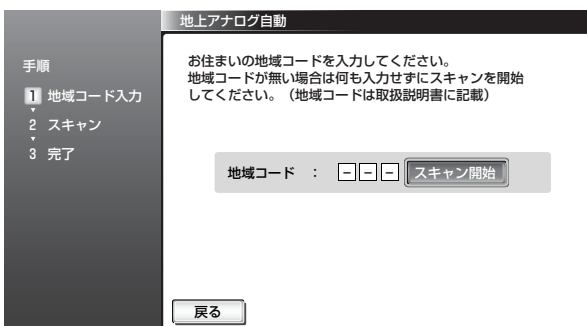 地上アナログ自動
手順
1 地域コード入力
2 スキャン
3 完了
お住まいの地域コードを入力してください。
地域コードが無い場合は何も入力せずにスキャンを開始
してください。（地域コードは取扱説明書に記載）
地域コード ： － － － スキャン開始
戻る